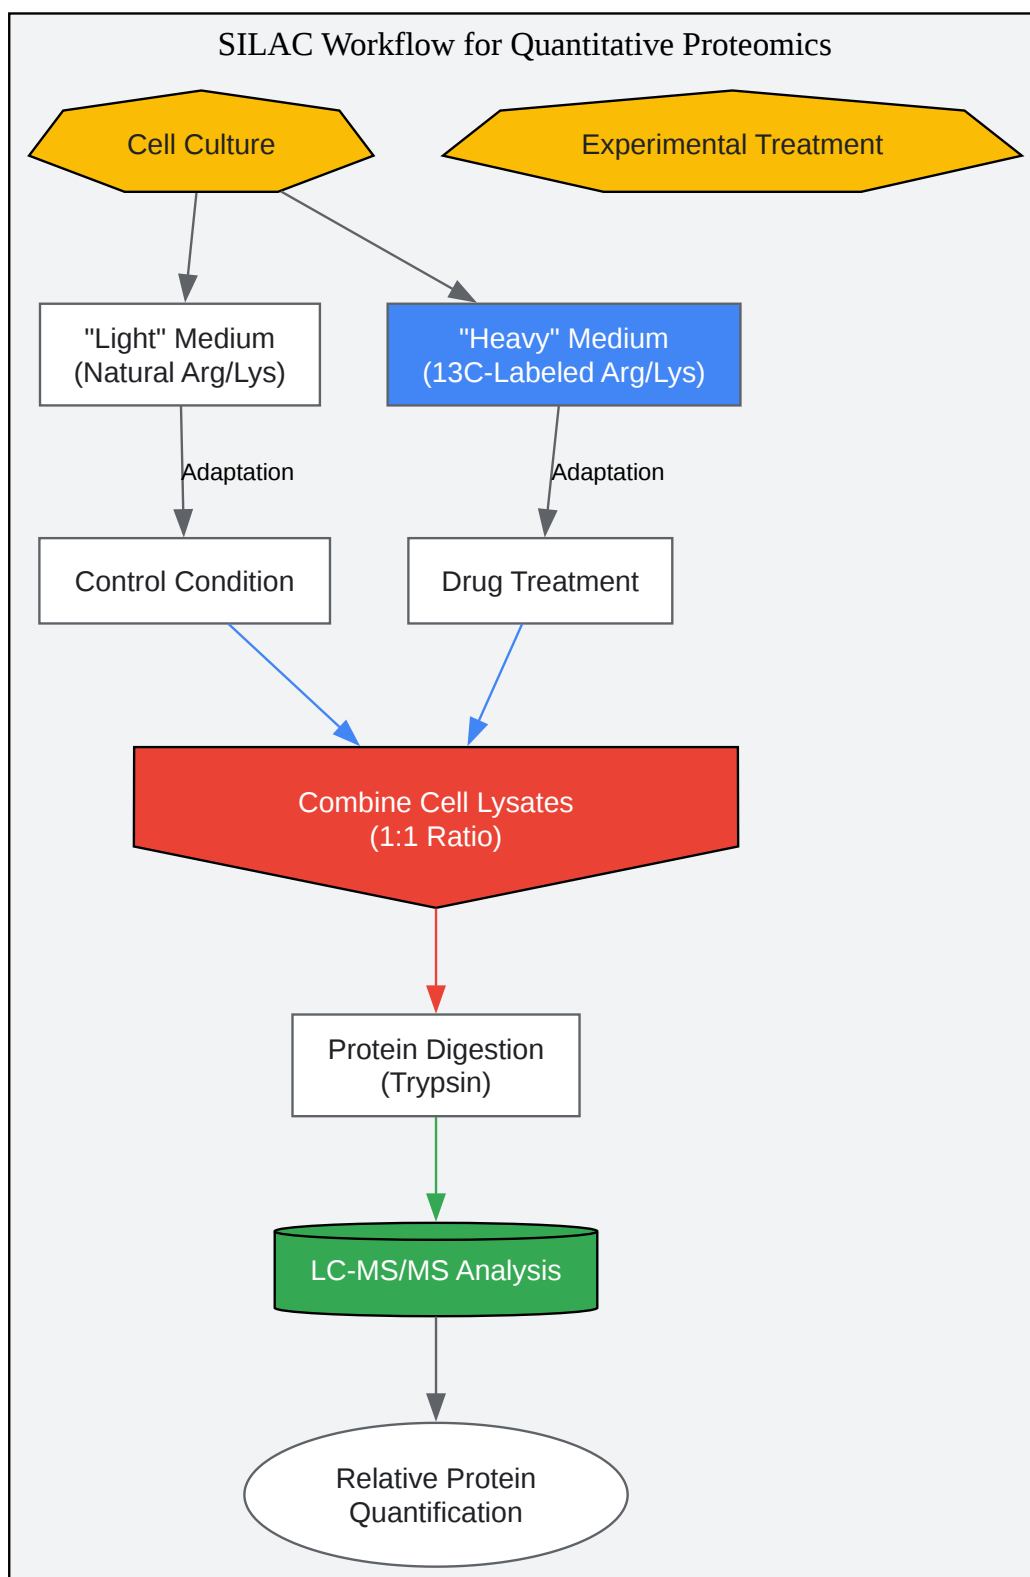 SILAC Workflow for Quantitative Proteomics
Cell Culture
Experimental Treatment
"Light" Medium
(Natural Arg/Lys)
"Heavy" Medium
(13C-Labeled Arg/Lys)
Adaptation
Adaptation
Control Condition
Drug Treatment
Combine Cell Lysates
(1:1 Ratio)
Protein Digestion
(Trypsin)
LC-MS/MS Analysis
Relative Protein
Quantification